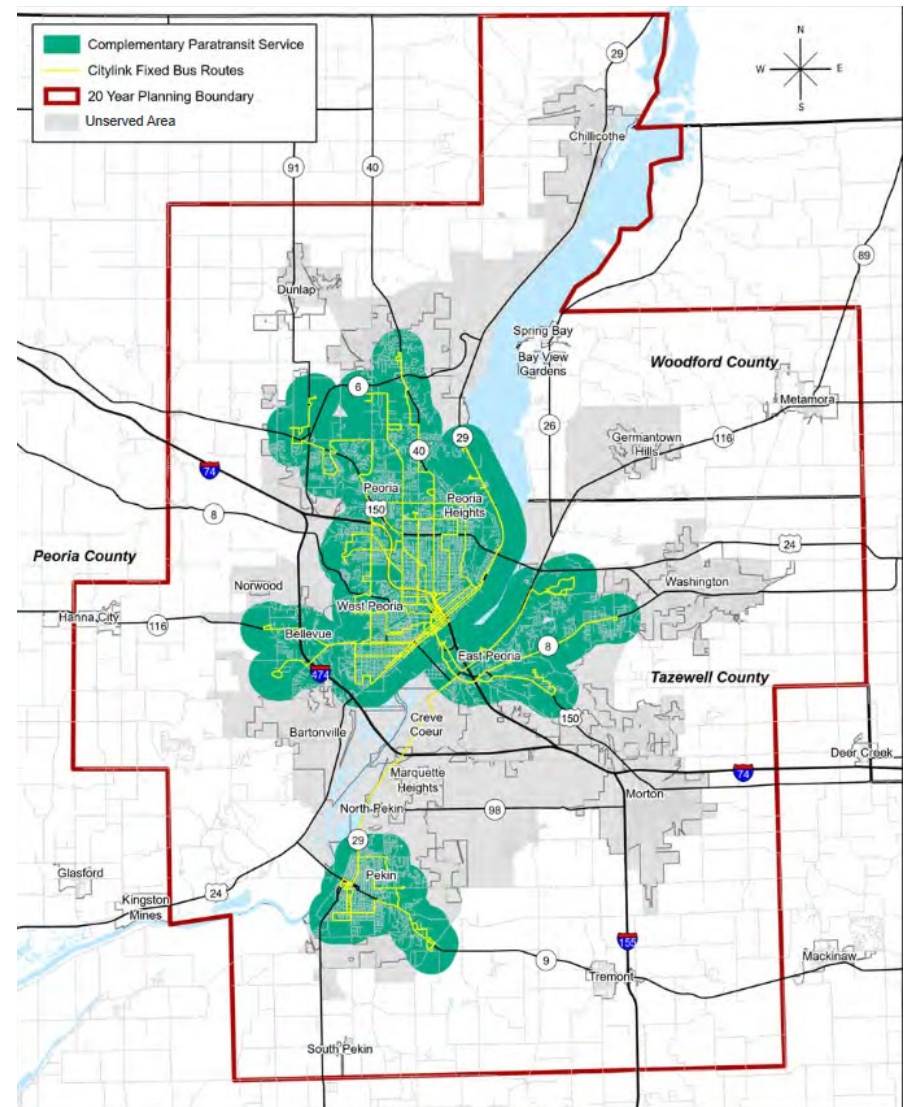 Complementary Paratransit Service
Citylink Fixed Bus Routes
20 Year Planning Boundary
Unserved Area
N
W
E
S
29
Chillicothe
91
40
89
Dunlap
Spring Bay
Bay View
Gardens
Woodford County
6
Metamora
26
Germantown
Hills
116
40
29
74
Peoria
Peoria
Heights
150
8
24
Peoria County
Norwood
Washington
Hanna City
116
West Peoria
Bellevue
East Peoria
8
474
Tazewell County
Bartonville
Creve
Coeur
150
Deer Creek
74
Marquette
Heights
Morton
North Pekin
98
29
Glasford
Pekin
24
Kingston
Mines
155
9
Mackinaw
Tremont
South Pekin